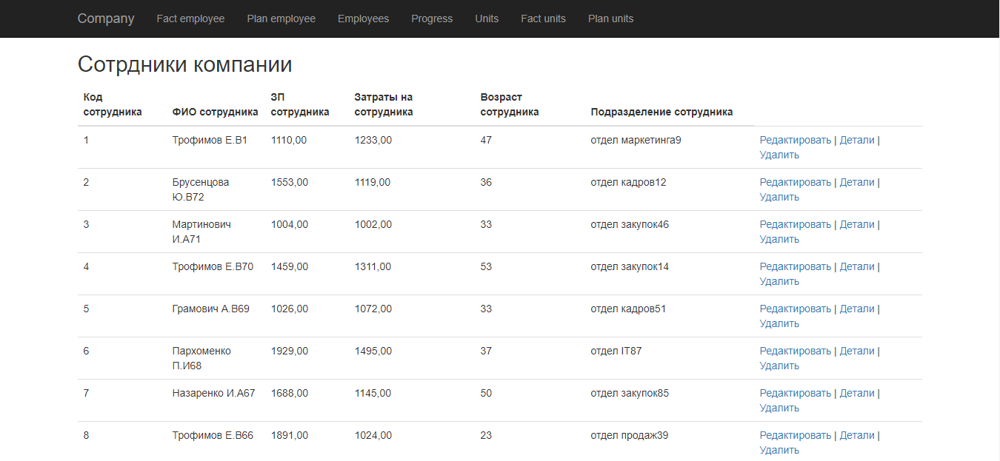 Company Fact employee Plan employee Employees Progress Units Fact units Plan units
Сотрдники компании
Код сотрудника ФИО сотрудника ЗП сотрудника Затраты на сотрудника Возраст сотрудника Подразделение сотрудника
1 Трофимов Е.В1 1110,00 1233,00 47 отдел маркетинга9 Редактировать | Детали | Удалить
2 Брусенцова Ю.В72 1553,00 1119,00 36 отдел кадров12 Редактировать | Детали | Удалить
3 Мартинович И.А71 1004,00 1002,00 33 отдел закупок46 Редактировать | Детали | Удалить
4 Трофимов Е.В70 1459,00 1311,00 53 отдел закупок14 Редактировать | Детали | Удалить
5 Грамович А.В69 1026,00 1072,00 33 отдел кадров51 Редактировать | Детали | Удалить
6 Пархоменко П.И68 1929,00 1495,00 37 отдел IT87 Редактировать | Детали | Удалить
7 Назаренко И.А67 1688,00 1145,00 50 отдел закупок85 Редактировать | Детали | Удалить
8 Трофимов Е.В66 1891,00 1024,00 23 отдел продаж39 Редактировать | Детали | Удалить